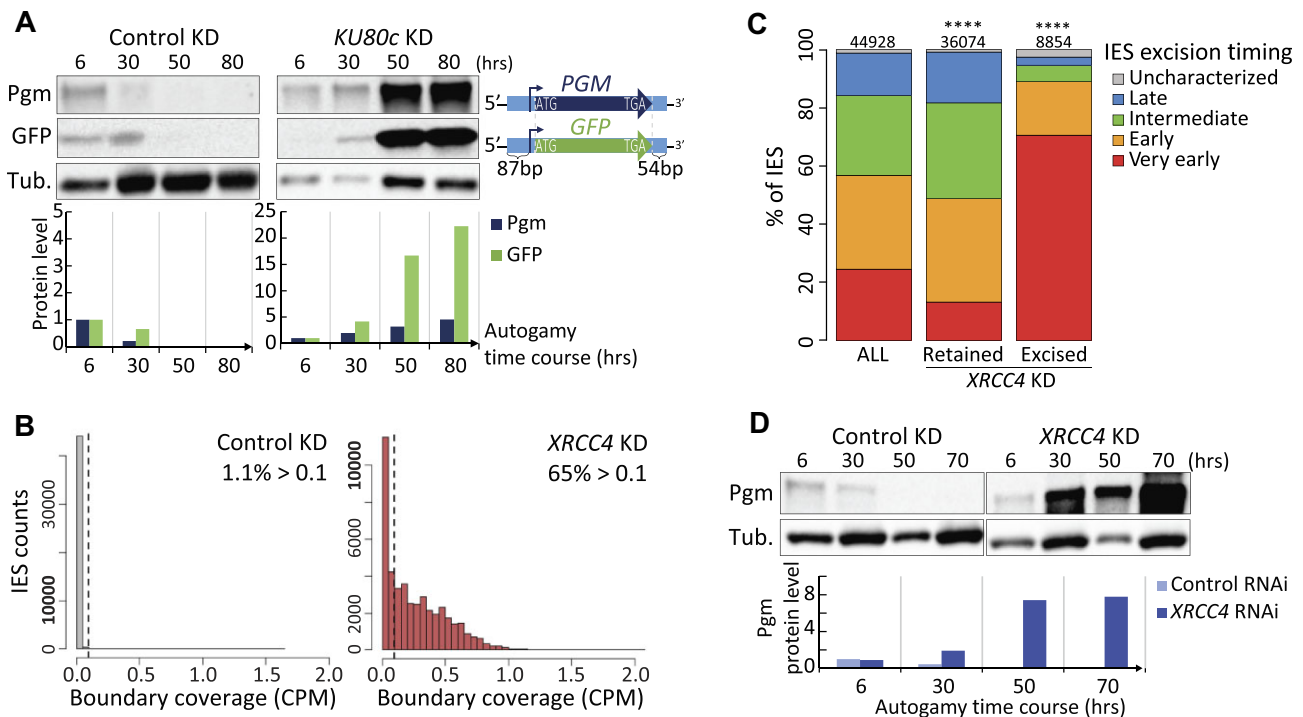 A
Control KD
KU80c KD
6 30 50 80
6 30 50 80 (hrs)
Pgm
GFP
Tub.
PGM
5' ATG TGA 3'
GFP
5' ATG TGA 3'
87bp 54bp
Protein level
5
4
3
2
1
0
25
20
15
10
5
0
Pgm
GFP
6 30 50 80
6 30 50 80
Autogamy
time course (hrs)
B
Control KD
1.1% > 0.1
XRCC4 KD
65% > 0.1
IES counts
30000
10000
0
10000
8000
6000
4000
2000
0
0.0 0.5 1.0 1.5 2.0
0.0 0.5 1.0 1.5 2.0
Boundary coverage (CPM)
Boundary coverage (CPM)
C
**** ****
44928 36074 8854
% of IES
100
80
60
40
20
0
ALL Retained Excised
XRCC4 KD
IES excision timing
Uncharacterized
Late
Intermediate
Early
Very early
D
Control KD
XRCC4 KD
6 30 50 70
6 30 50 70 (hrs)
Pgm
Tub.
Pgm
protein level
8
4
0
Control RNAi
XRCC4 RNAi
6 30 50 70
Autogamy time course (hrs)